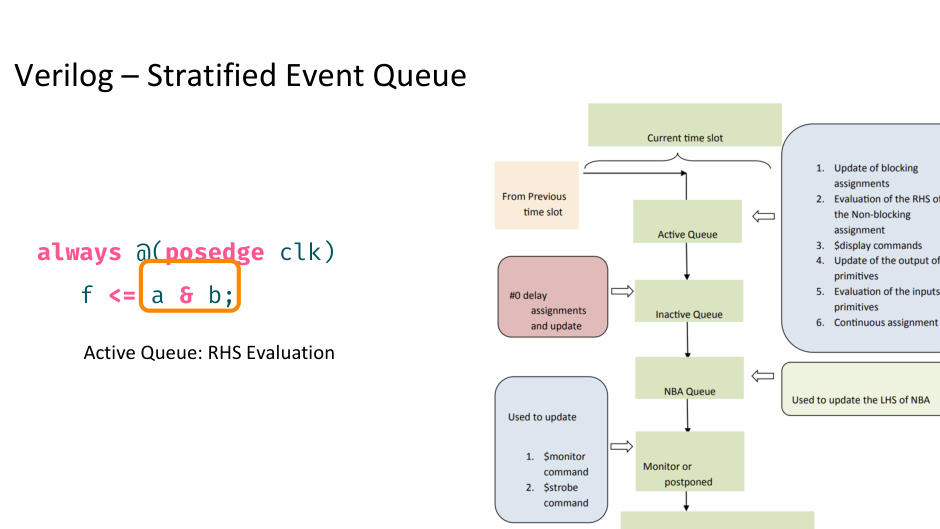 Verilog – Stratified Event Queue
always @(posedge clk)
f <= a & b;
Active Queue: RHS Evaluation
Current time slot
From Previous
time slot
Active Queue
#0 delay
assignments
and update
Inactive Queue
NBA Queue
Used to update
1. $monitor
command
2. $strobe
command
Monitor or
postponed
1. Update of blocking
assignments
2. Evaluation of the RHS of
the Non-blocking
assignment
3. $display commands
4. Update of the output of
primitives
5. Evaluation of the inputs
primitives
6. Continuous assignment
Used to update the LHS of NBA